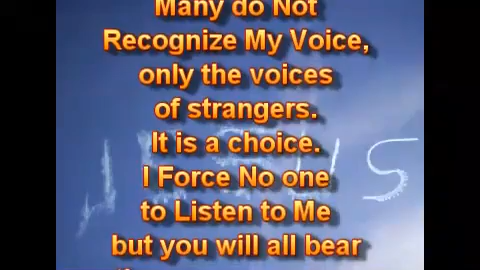 Many do Not
Recognize My Voice,
only the voices
of strangers.
It is a choice.
I Force No one
to Listen to Me
but you will all bear
JESUS